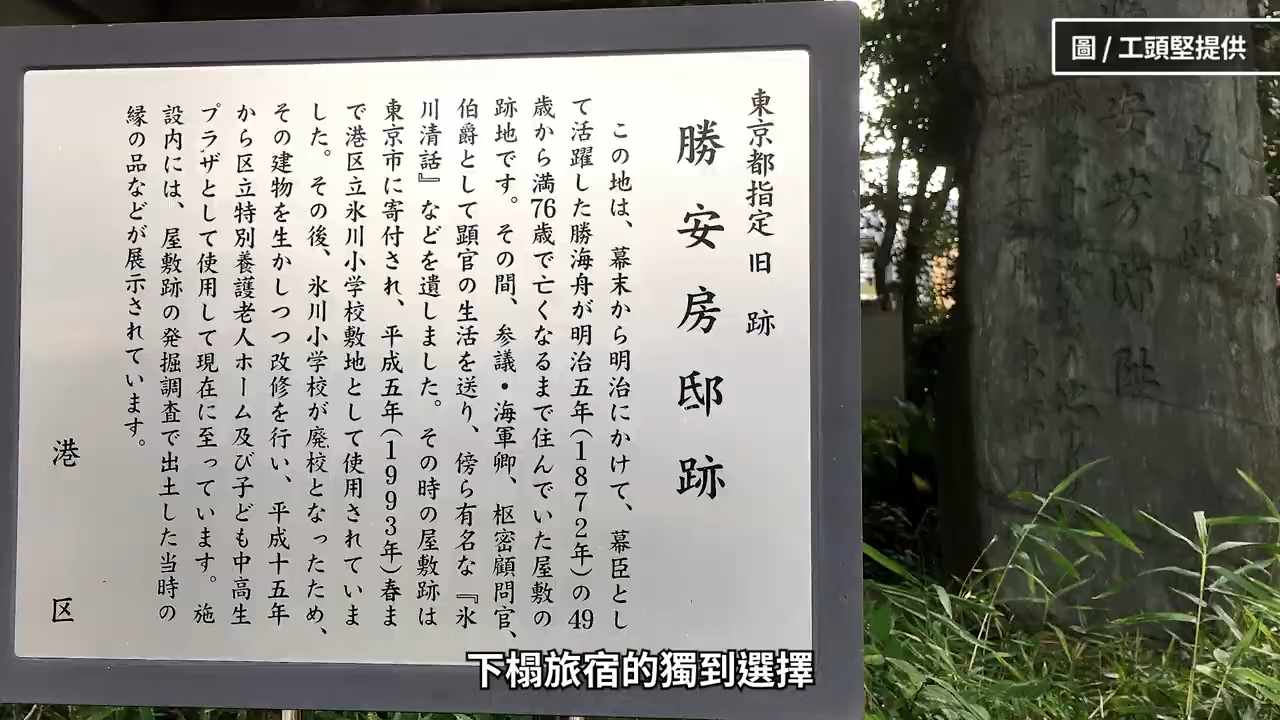 圖 / 工頭堅提供
東京都指定 旧 跡
勝安房邸跡
この地は、幕末から明治にかけて、幕臣とし
て活躍した勝海舟が明治五年(1872年)の49
歳から満76歳で亡くなるまで住んでいた屋敷の
跡地です。その間、参議・海軍卿、枢密顧問官、
伯爵として顕官の生活を送り、傍ら有名な『氷
川清話』などを遺しました。その時の屋敷跡は
東京市に寄付され、平成五年(1993年)春ま
で港区立氷川小学校敷地として使用されていま
した。その後、氷川小学校が廃校となったため、
その建物を生かしつつ改修を行い、平成十五年
から区立特別養護老人ホーム及び子ども中高生
プラザとして使用して現在に至っています。施
設内には、屋敷跡の発掘調査で出土した当時の
縁の品などが展示されています。
港 区
史蹟
安芳邸阯
下榻旅宿的獨到選擇